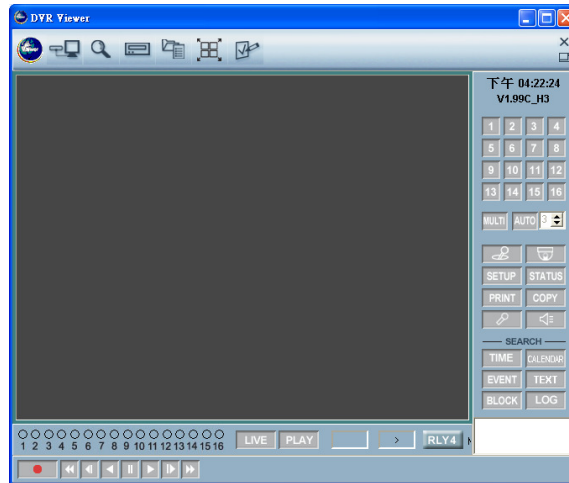 DVR Viewer
下午 04:22:24
V1.99C_H3
1 2 3 4
5 6 7 8
9 10 11 12
13 14 15 16
MULTI AUTO 3
SETUP STATUS
PRINT COPY
SEARCH
TIME CALENDAR
EVENT TEXT
BLOCK LOG
1 2 3 4 5 6 7 8 9 10 11 12 13 14 15 16
LIVE PLAY > RLY4